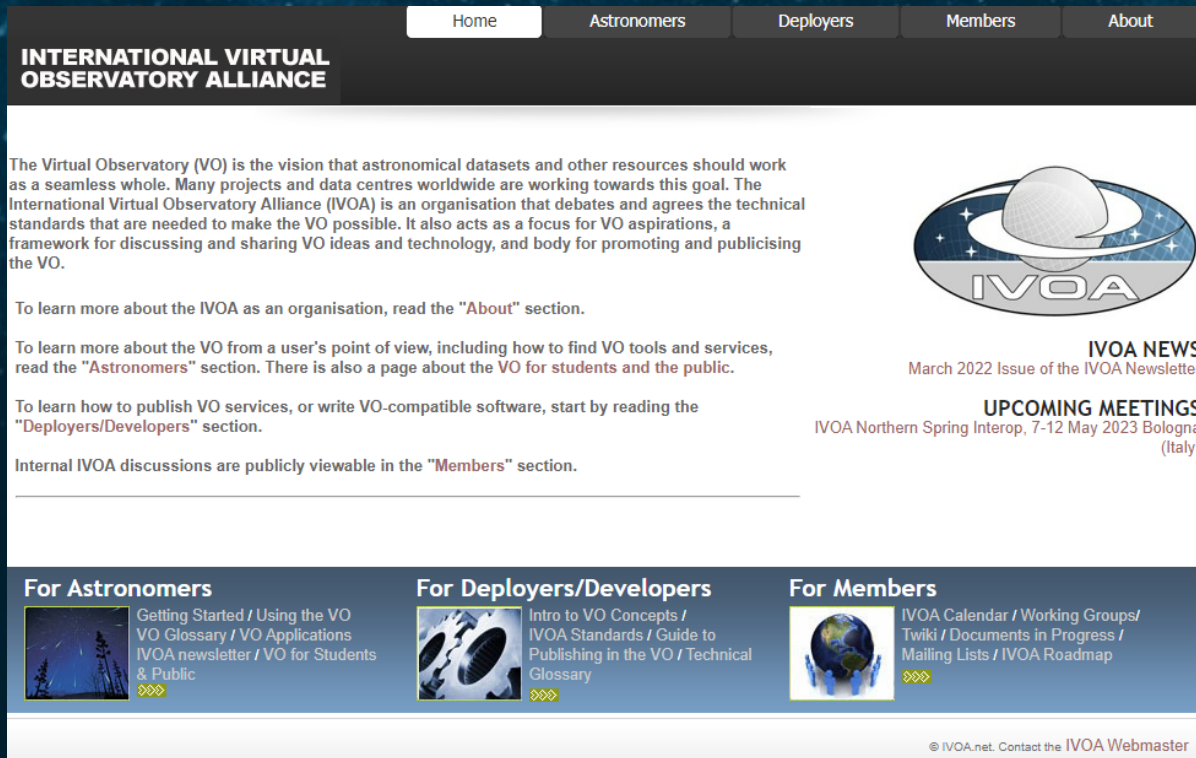 Home Astronomers Deployers Members About
INTERNATIONAL VIRTUAL
OBSERVATORY ALLIANCE
The Virtual Observatory (VO) is the vision that astronomical datasets and other resources should work
as a seamless whole. Many projects and data centres worldwide are working towards this goal. The
International Virtual Observatory Alliance (IVOA) is an organisation that debates and agrees the technical
standards that are needed to make the VO possible. It also acts as a focus for VO aspirations, a
framework for discussing and sharing VO ideas and technology, and body for promoting and publicising
the VO.
To learn more about the IVOA as an organisation, read the "About" section.
To learn more about the VO from a user's point of view, including how to find VO tools and services,
read the "Astronomers" section. There is also a page about the VO for students and the public.
To learn how to publish VO services, or write VO-compatible software, start by reading the
"Deployers/Developers" section.
Internal IVOA discussions are publicly viewable in the "Members" section.
IVOA
IVOA NEWS
March 2022 Issue of the IVOA Newslette
UPCOMING MEETINGS
IVOA Northern Spring Interop, 7-12 May 2023 Bologna
(Italy
For Astronomers
Getting Started / Using the VO
VO Glossary / VO Applications
IVOA newsletter / VO for Students
& Public
For Deployers/Developers
Intro to VO Concepts /
IVOA Standards / Guide to
Publishing in the VO / Technical
Glossary
For Members
IVOA Calendar / Working Groups/
Twiki / Documents in Progress /
Mailing Lists / IVOA Roadmap
© IVOA.net. Contact the IVOA Webmaster